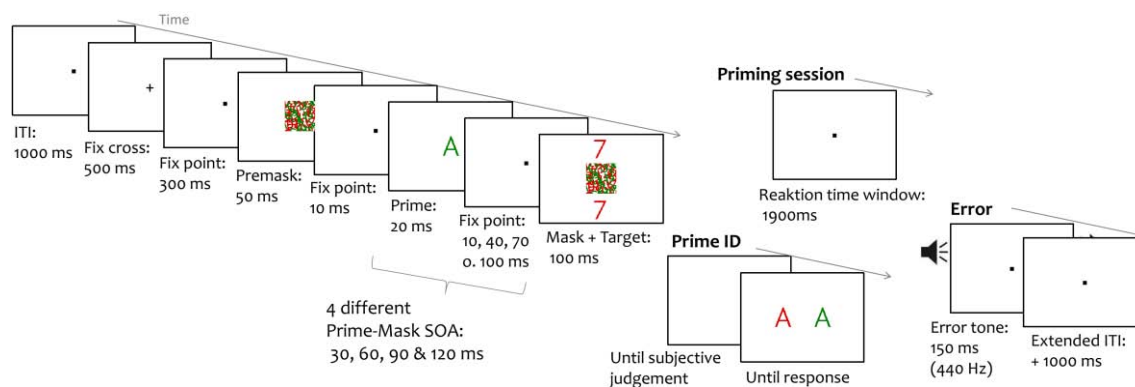 Time
ITI:
1000 ms
+
Fix cross:
500 ms
Fix point:
300 ms
Premask:
50 ms
Fix point:
10 ms
A
Prime:
20 ms
Fix point:
10, 40, 70
o. 100 ms
7
7
Mask + Target:
100 ms
4 different
Prime-Mask SOA:
30, 60, 90 & 120 ms
Priming session
Reaktion time window:
1900ms
Prime ID
Until subjective
judgement
A A
Until response
Error
Error tone:
150 ms
(440 Hz)
Extended ITI:
+ 1000 ms